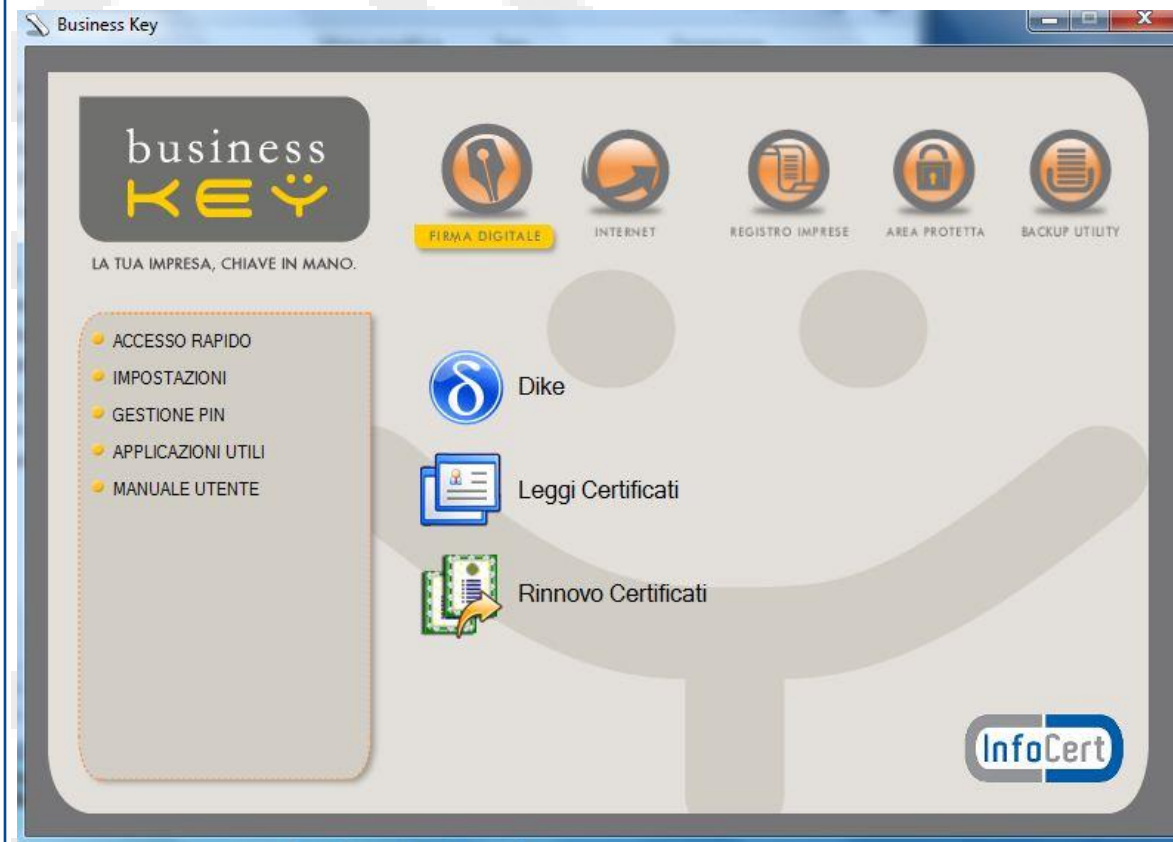 Business Key
business
KEY
LA TUA IMPRESA, CHIAVE IN MANO.
FIRMA DIGITALE
INTERNET
REGISTRO IMPRESE
AREA PROTETTA
BACKUP UTILITY
ACCESSO RAPIDO
IMPOSTAZIONI
GESTIONE PIN
APPLICAZIONI UTILI
MANUALE UTENTE
δ Dike
Leggi Certificati
Rinnovo Certificati
InfoCert